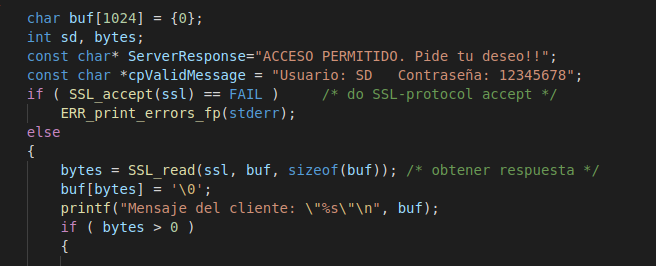 char buf[1024] = {0};
int sd, bytes;
const char* ServerResponse="ACCESO PERMITIDO. Pide tu deseo!!";
const char *cpValidMessage = "Usuario: SD   Contraseña: 12345678";
if ( SSL_accept(ssl) == FAIL )     /* do SSL-protocol accept */
    ERR_print_errors_fp(stderr);
else
{
    bytes = SSL_read(ssl, buf, sizeof(buf)); /* obtener respuesta */
    buf[bytes] = '\0';
    printf("Mensaje del cliente: \"%s\"\n", buf);
    if ( bytes > 0 )
    {